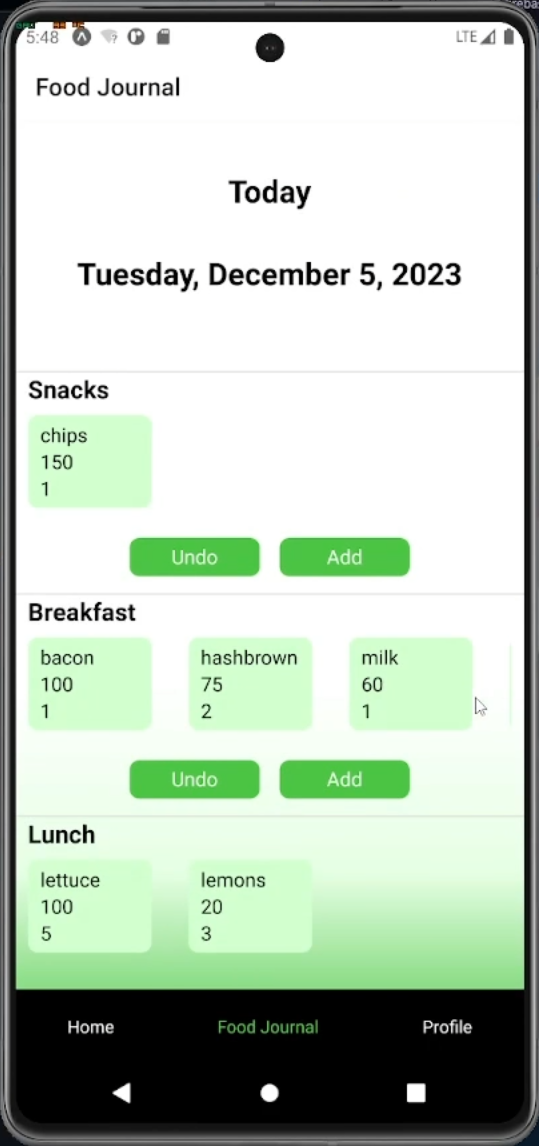 5:48 LTE
Food Journal
Today
Tuesday, December 5, 2023
Snacks
chips
150
1
Undo Add
Breakfast
bacon hashbrown milk
100 75 60
1 2 1
Undo Add
Lunch
lettuce lemons
100 20
5 3
Home Food Journal Profile